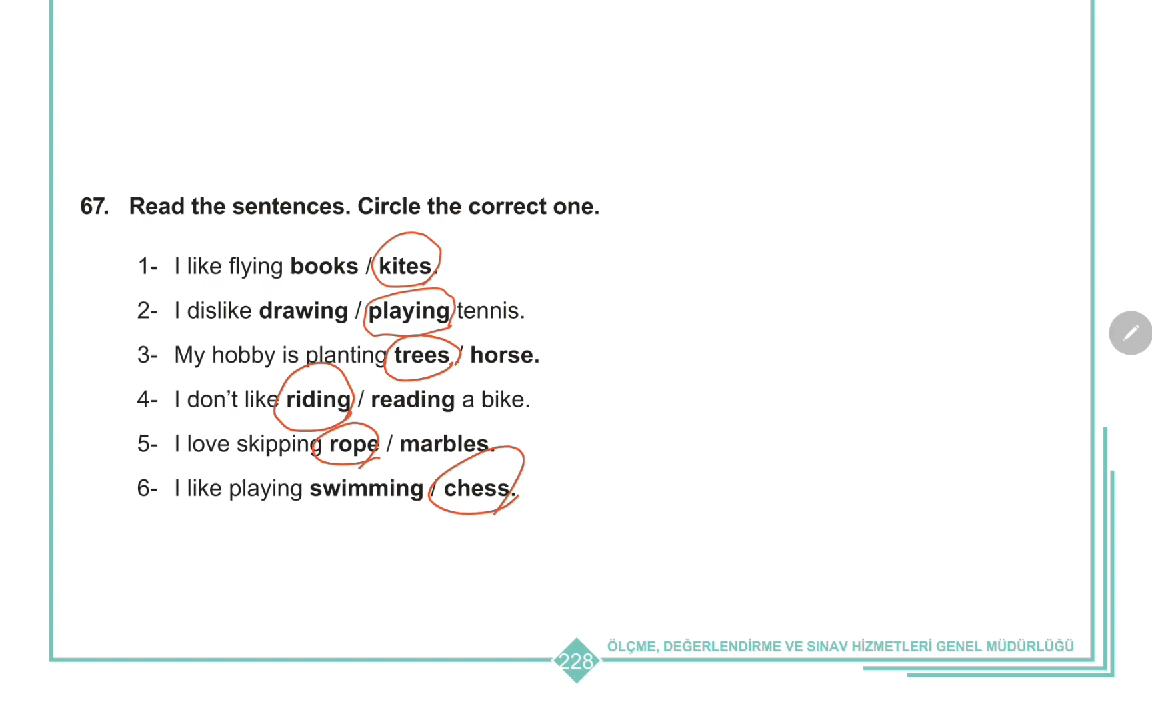 67. Read the sentences. Circle the correct one.
1- I like flying books / kites.
2- I dislike drawing / playing tennis.
3- My hobby is planting trees / horse.
4- I don't like riding / reading a bike.
5- I love skipping rope / marbles.
6- I like playing swimming / chess.
ÖLÇME, DEĞERLENDİRME VE SINAV HİZMETLERİ GENEL MÜDÜRLÜĞÜ
228